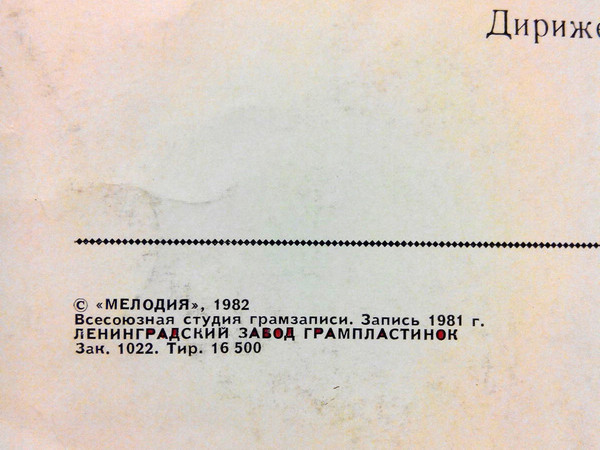 Дириже
© «МЕЛОДИЯ», 1982
Всесоюзная студия грамзаписи. Запись 1981 г.
ЛЕНИНГРАДСКИЙ ЗАВОД ГРАМПЛАСТИНОК
Зак. 1022. Тир. 16 500